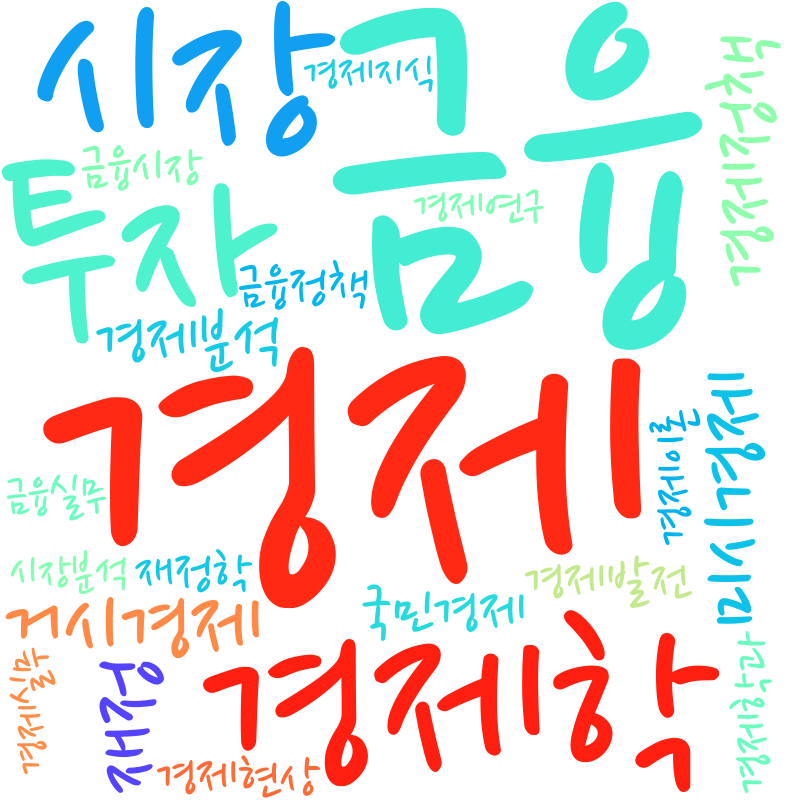 시장
금융
경제지식
경제정책
금융시장
투자
경제연구
금융정책
경제분석
경제
미시경제
경제이론
금융실무
시장분석
재정학
경제발전
국민경제
거시경제
경제학
경제학과
경제실무
재정
경제현상